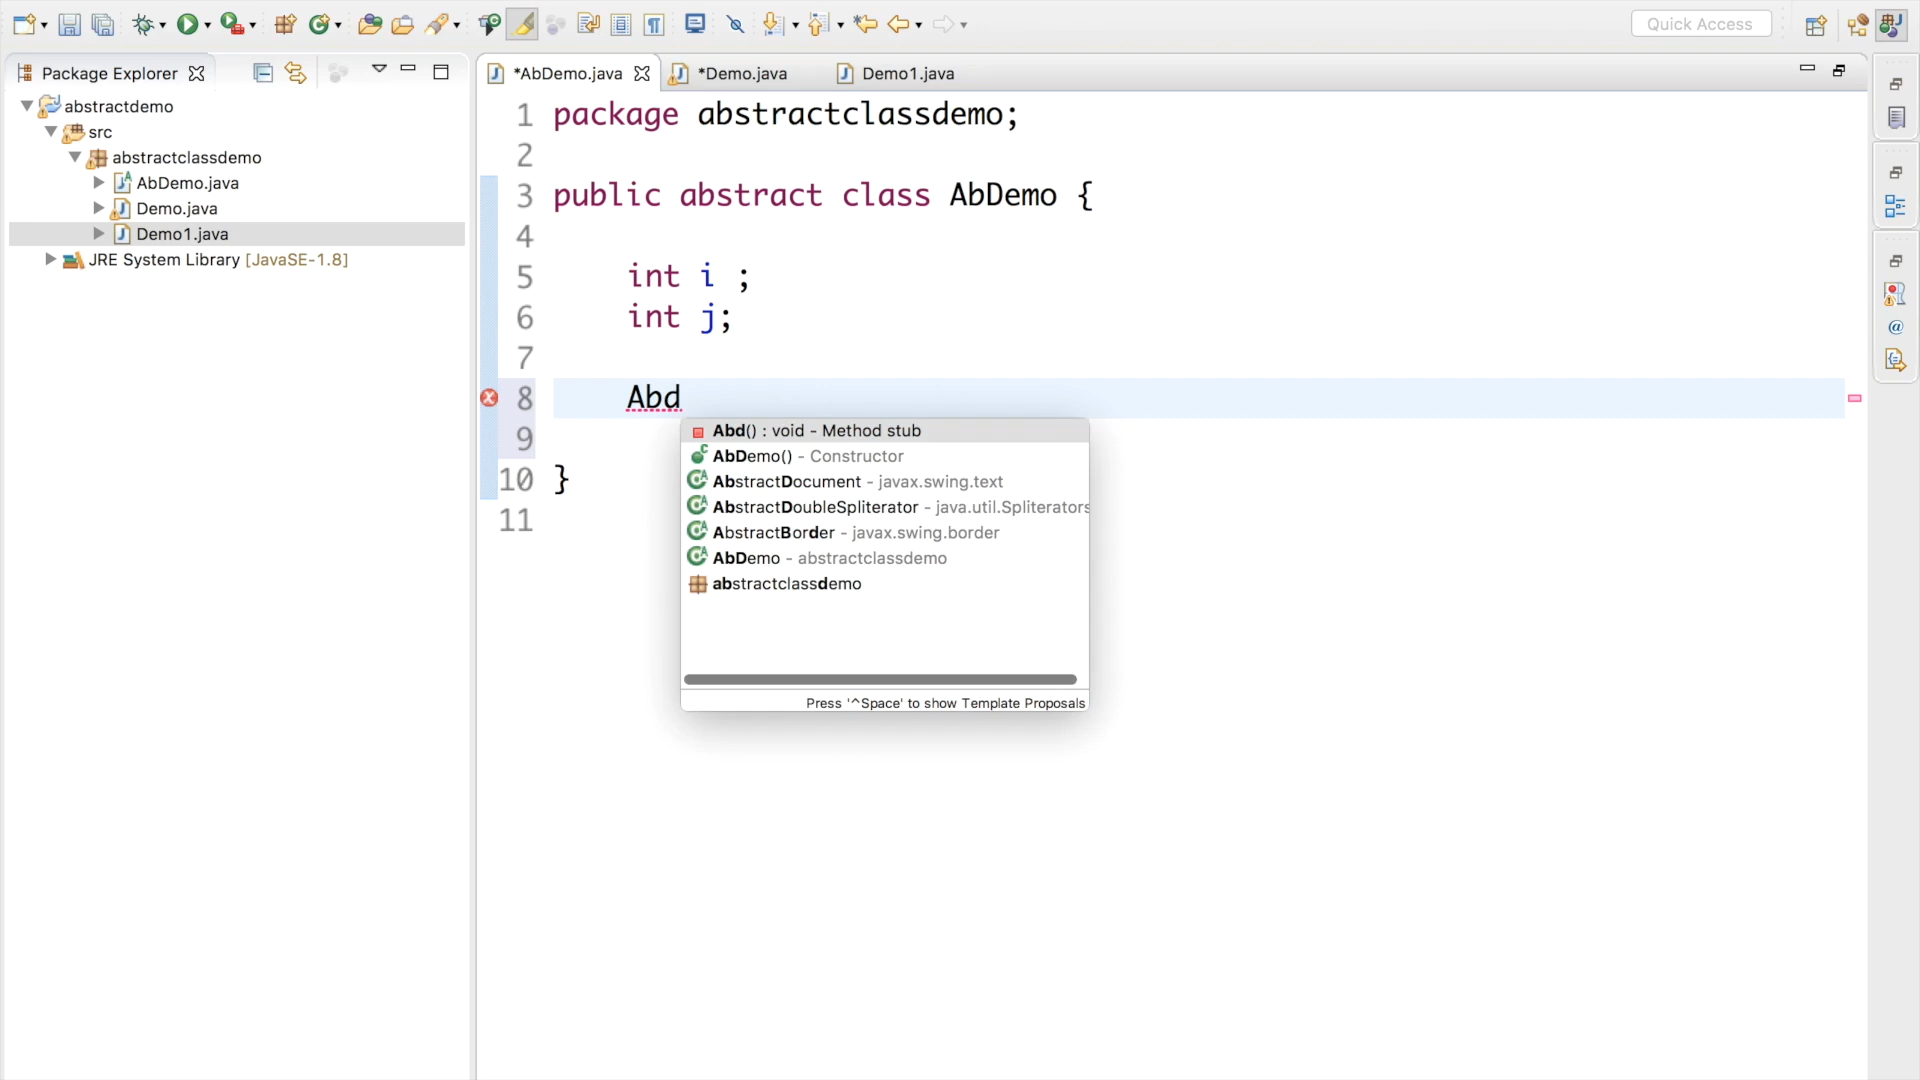 Quick Access
Package Explorer
abstractdemo
src
abstractclassdemo
AbDemo.java
Demo.java
Demo1.java
JRE System Library [JavaSE-1.8]
*AbDemo.java
*Demo.java
Demo1.java
1 package abstractclassdemo;
2
3 public abstract class AbDemo {
4
5 int i ;
6 int j;
7
8 Abd
9
10 }
11
Abd() : void - Method stub
AbDemo() - Constructor
AbstractDocument - javax.swing.text
AbstractDoubleSpliterator - java.util.Spliterators
AbstractBorder - javax.swing.border
AbDemo - abstractclassdemo
abstractclassdemo
Press '^Space' to show Template Proposals